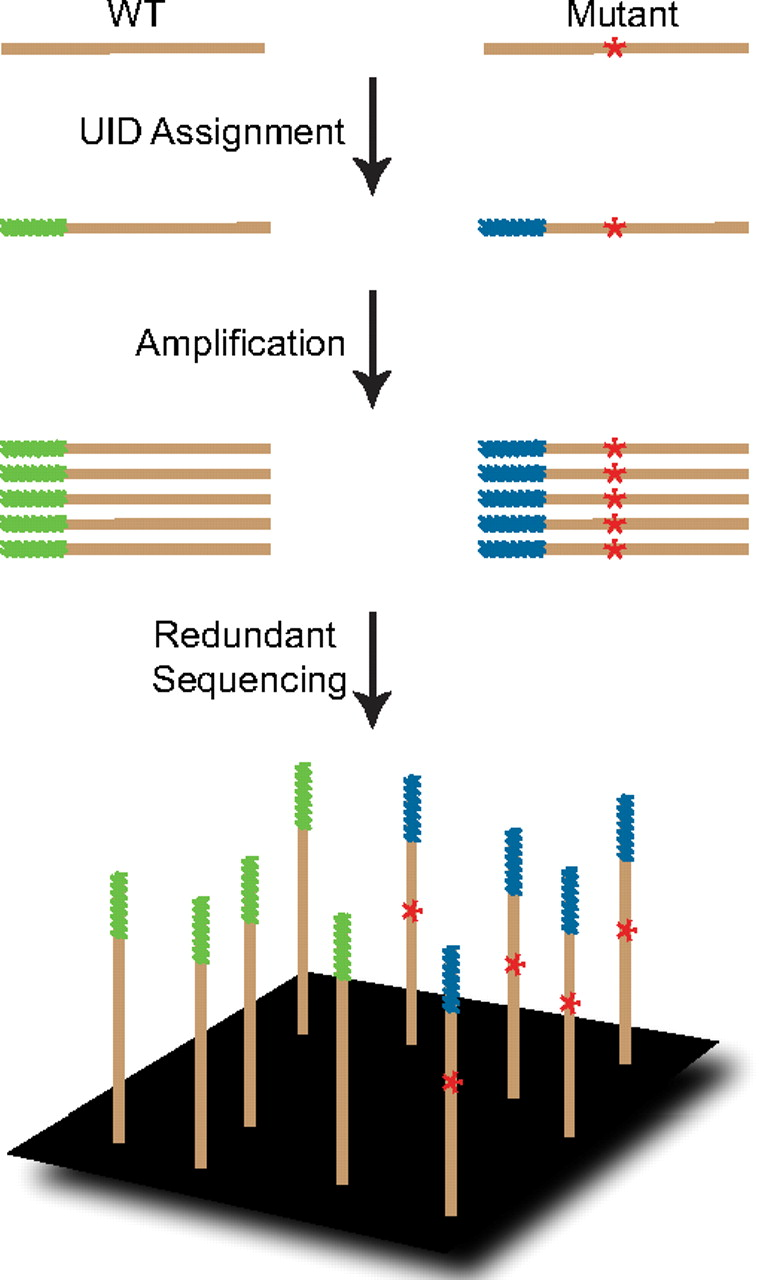 WT
Mutant
UID Assignment
Amplification
Redundant
Sequencing